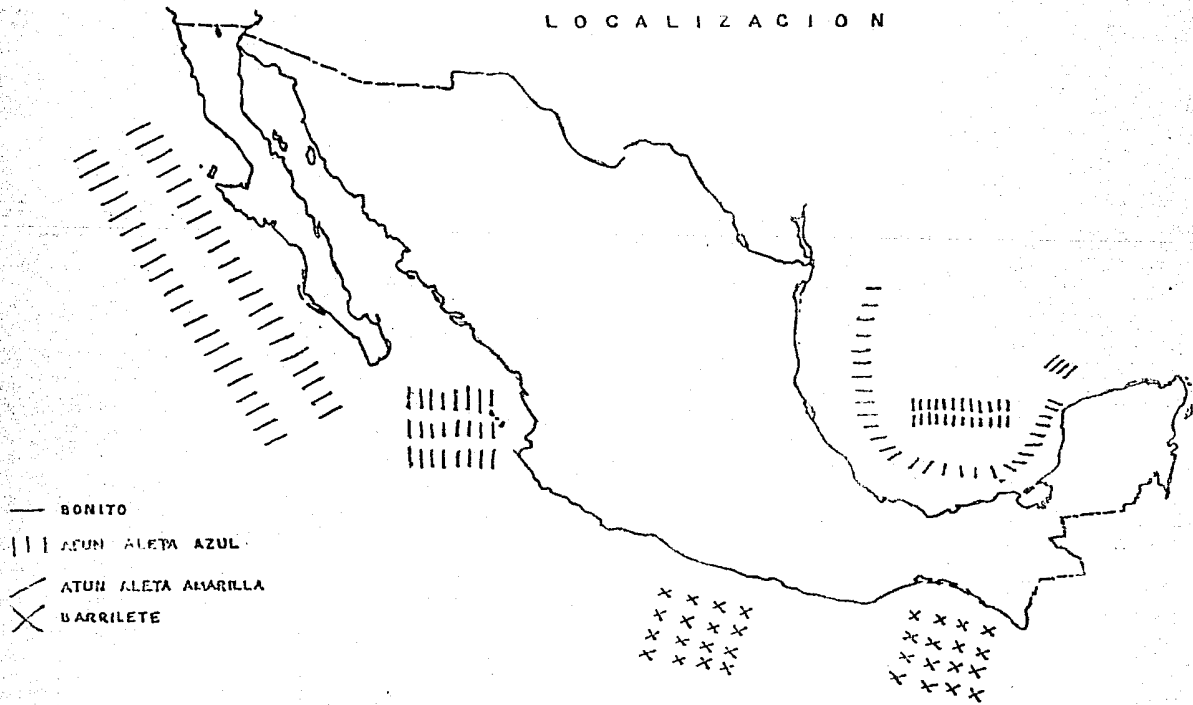 LOCALIZACION
BONITO
ATUN ALETA AZUL
ATUN ALETA AMARILLA
BARRILETE